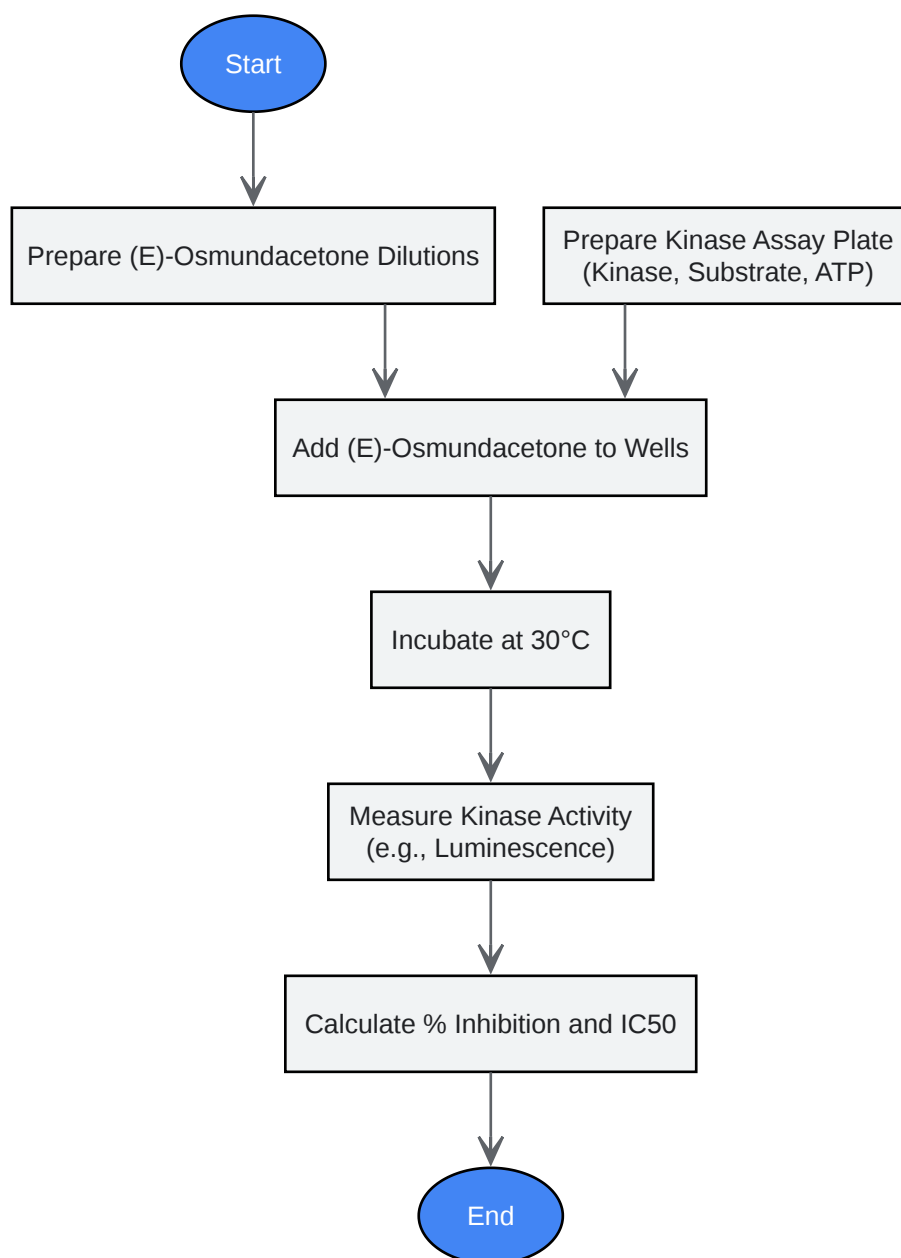 Start
Prepare (E)-Osmundacetone Dilutions
Prepare Kinase Assay Plate
(Kinase, Substrate, ATP)
Add (E)-Osmundacetone to Wells
Incubate at 30°C
Measure Kinase Activity
(e.g., Luminescence)
Calculate % Inhibition and IC50
End